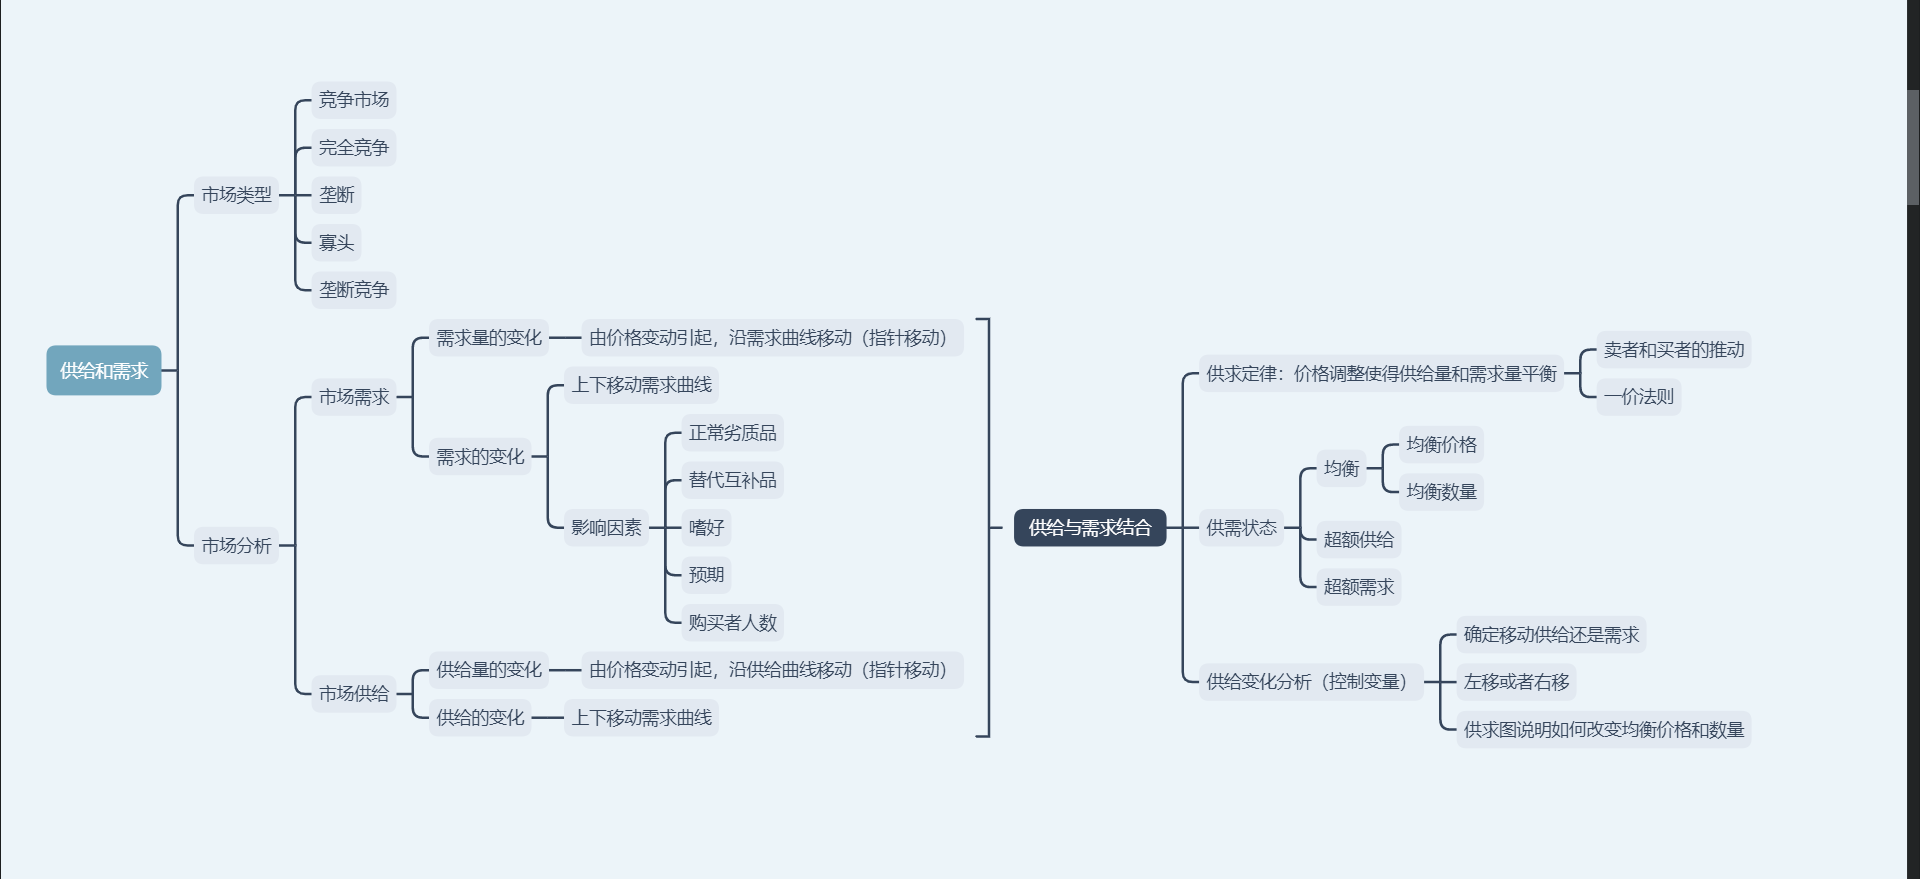 供给和需求
市场类型
竞争市场
完全竞争
垄断
寡头
垄断竞争
市场分析
市场需求
需求量的变化
由价格变动引起，沿需求曲线移动（指针移动）
需求的变化
上下移动需求曲线
影响因素
正常劣质品
替代互补品
嗜好
预期
购买者人数
市场供给
供给量的变化
由价格变动引起，沿供给曲线移动（指针移动）
供给的变化
上下移动需求曲线
供给与需求结合
供求定律：价格调整使得供给量和需求量平衡
卖者和买者的推动
一价法则
供需状态
均衡
均衡价格
均衡数量
超额供给
超额需求
供给变化分析（控制变量）
确定移动供给还是需求
左移或者右移
供求图说明如何改变均衡价格和数量